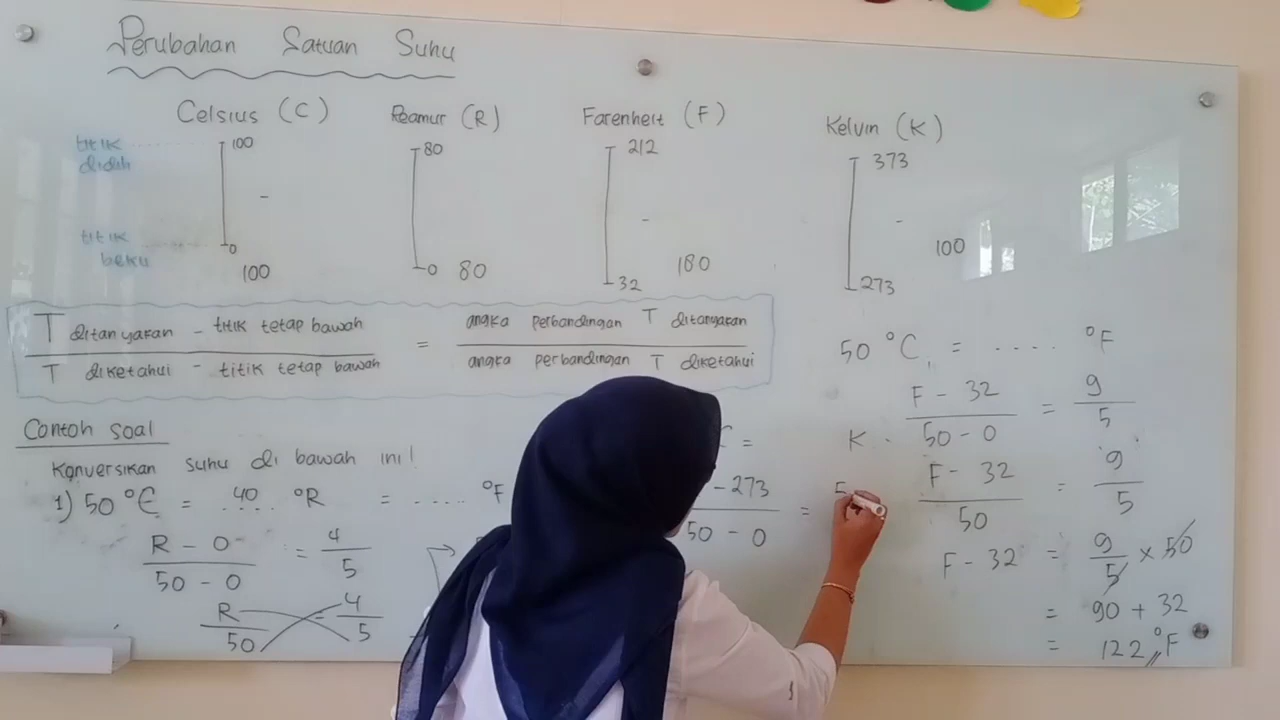 Perubahan Satuan Suhu
Celsius (C) Reamur (R) Farenheit (F) Kelvin (K)
titik didih 100 80 212 373
titik beku 0 0 32 273
100 80 180 100
T ditanyakan - titik tetap bawah = angka perbandingan T ditanyakan
T diketahui - titik tetap bawah angka perbandingan T diketahui
Contoh soal
Konversikan suhu di bawah ini!
1) 50 °C = 40 °R = ..... °F
R - 0 = 4
50 - 0 5
R = 4
50 5
C = K
- 273 =
50 - 0
50 °C = .... °F
F - 32 = 9
50 - 0 5
F - 32 = 9
50 5
F - 32 = 9 × 50
5
= 90 + 32
= 122 °F